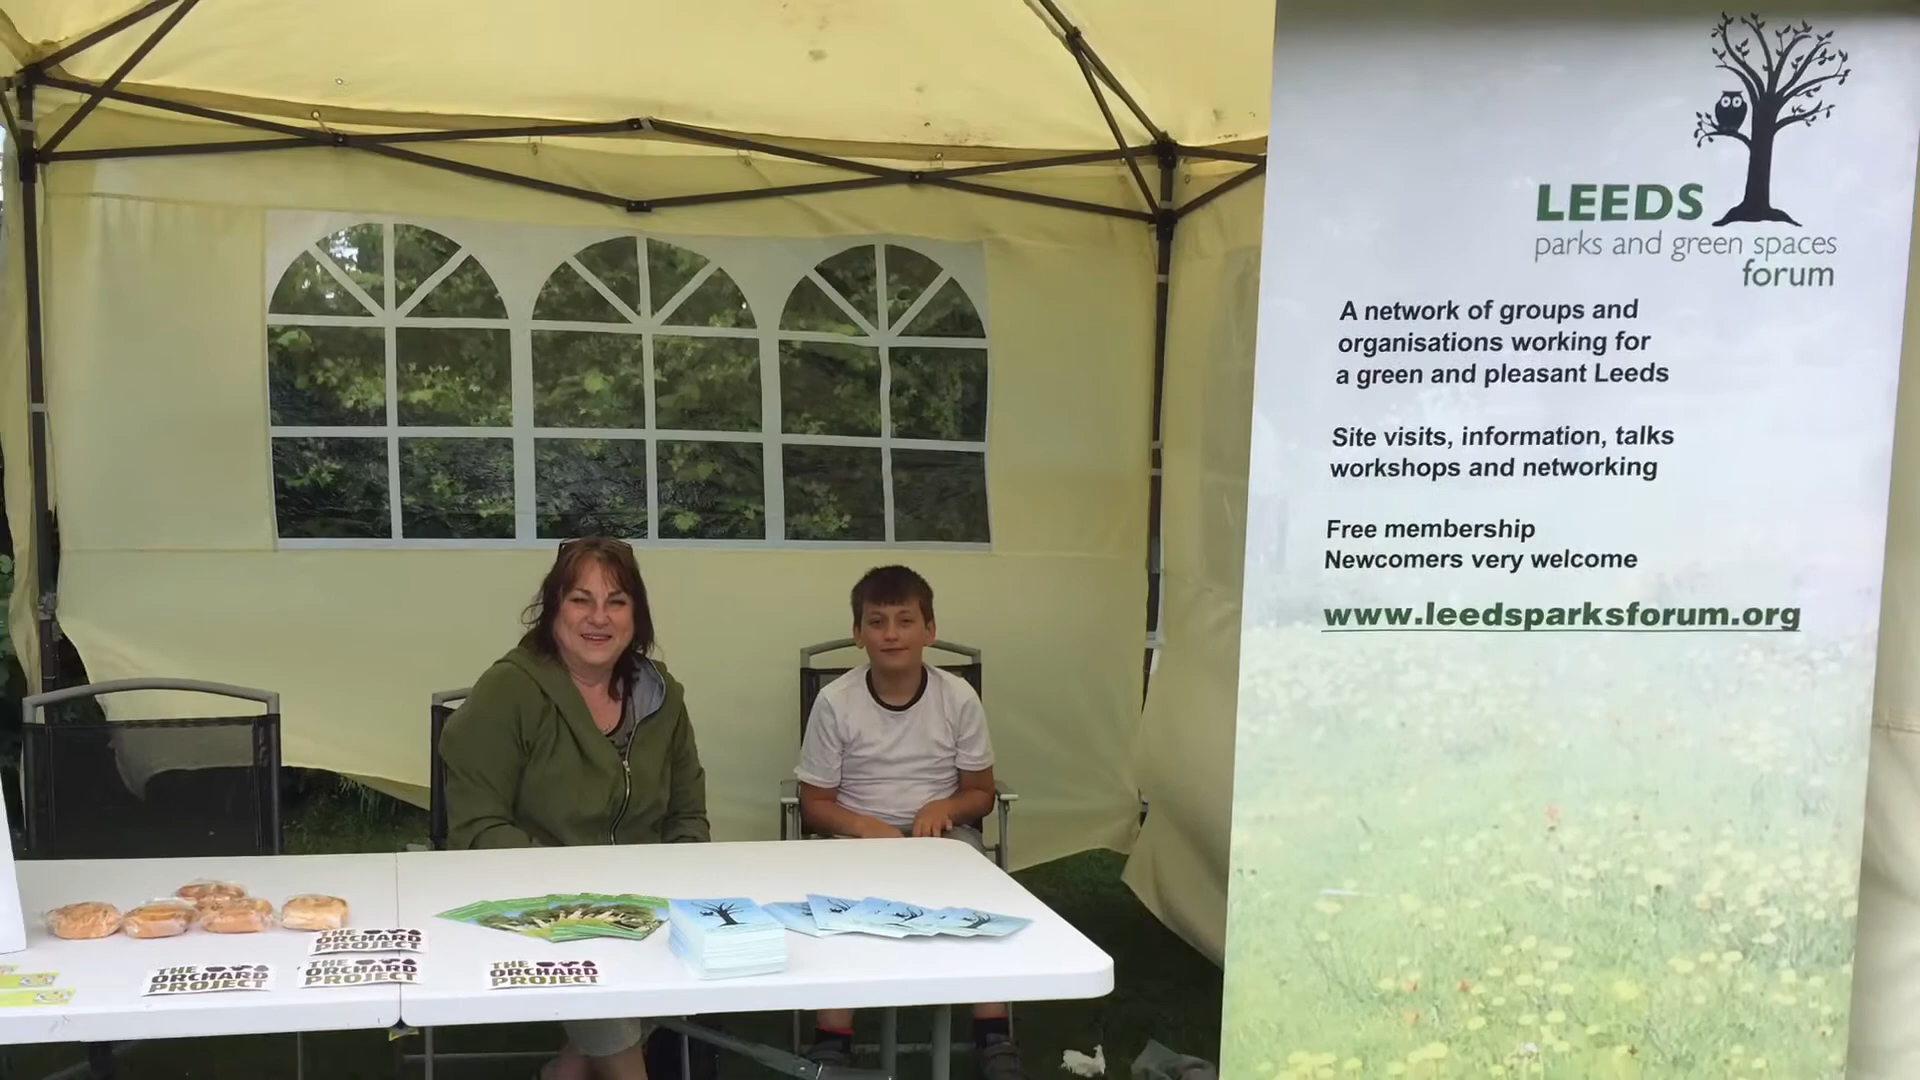 LEEDS
parks and green spaces
forum
A network of groups and
organisations working for
a green and pleasant Leeds
Site visits, information, talks
workshops and networking
Free membership
Newcomers very welcome
www.leedsparksforum.org
THE
ORCHARD
PROJECT
THE
ORCHARD
PROJECT
THE
ORCHARD
PROJECT
THE
ORCHARD
PROJECT